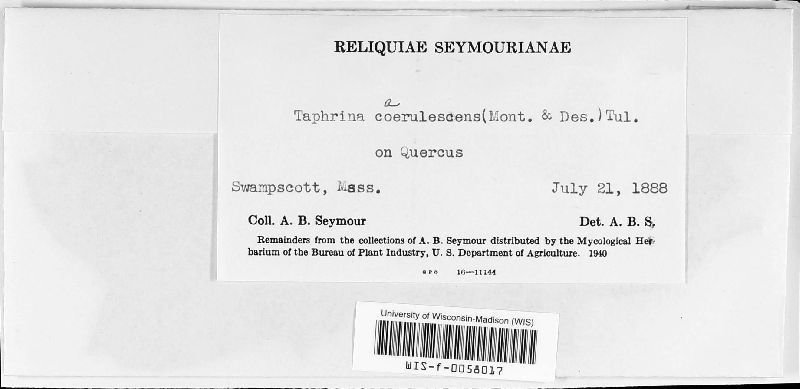 RELIQUIAE SEYMOURIANAE
a
Taphrina coerulescens(Mont. & Des.)Tul.
on Quercus
Swampscott, Mass. July 21, 1888
Coll. A. B. Seymour Det. A. B. S.
Remainders from the collections of A. B. Seymour distributed by the Mycological Her-
barium of the Bureau of Plant Industry, U. S. Department of Agriculture. 1940
GPO 16—11144
University of Wisconsin-Madison (WIS)
WIS-f-0058017